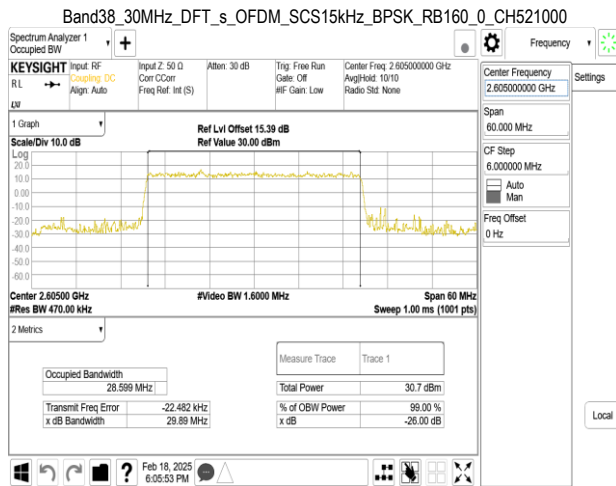 Band38_30MHz_DFT_s_OFDM_SCS15kHz_BPSK_RB160_0_CH521000
Spectrum Analyzer 1
Occupied BW
+
Frequency
Settings
KEYSIGHT
RL
Input: RF
Coupling: DC
Align: Auto
Input Z: 50 Ω
Corr CCorr
Freq Ref: Int (S)
Atten: 30 dB
Trig: Free Run
Gate: Off
#IF Gain: Low
Center Freq: 2.605000000 GHz
Avg|Hold: 10/10
Radio Std: None
Center Frequency
2.605000000 GHz
Span
60.000 MHz
CF Step
6.000000 MHz
Auto
Man
Freq Offset
0 Hz
Local
1 Graph
Scale/Div 10.0 dB
Ref Lvl Offset 15.39 dB
Ref Value 30.00 dBm
Log
20.0
10.0
0.00
-10.0
-20.0
-30.0
-40.0
-50.0
-60.0
Center 2.60500 GHz
#Video BW 1.6000 MHz
Span 60 MHz
#Res BW 470.00 kHz
Sweep 1.00 ms (1001 pts)
2 Metrics
Measure Trace Trace 1
Occupied Bandwidth
28.599 MHz
Total Power 30.7 dBm
Transmit Freq Error -22.482 kHz
% of OBW Power 99.00 %
x dB Bandwidth 29.89 MHz
x dB -26.00 dB
?
Feb 18, 2025
6:05:53 PM